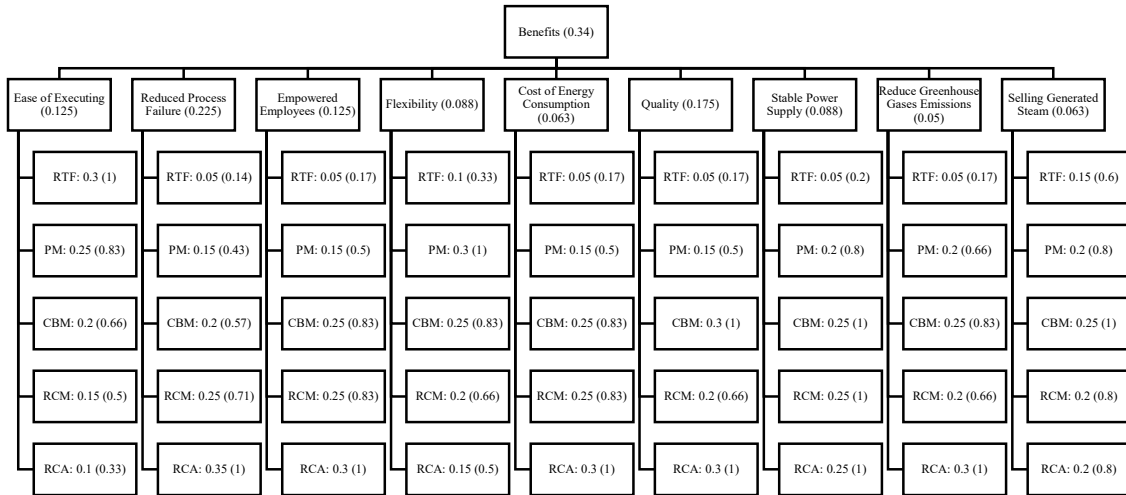 Benefits (0.34)
Ease of Executing
(0.125)
Reduced Process
Failure (0.225)
Empowered
Employees (0.125)
Flexibility (0.088)
Cost of Energy
Consumption
(0.063)
Quality (0.175)
Stable Power
Supply (0.088)
Reduce Greenhouse
Gases Emissions
(0.05)
Selling Generated
Steam (0.063)
RTF: 0.3 (1)
RTF: 0.05 (0.14)
RTF: 0.05 (0.17)
RTF: 0.1 (0.33)
RTF: 0.05 (0.17)
RTF: 0.05 (0.17)
RTF: 0.05 (0.2)
RTF: 0.05 (0.17)
RTF: 0.15 (0.6)
PM: 0.25 (0.83)
PM: 0.15 (0.43)
PM: 0.15 (0.5)
PM: 0.3 (1)
PM: 0.15 (0.5)
PM: 0.15 (0.5)
PM: 0.2 (0.8)
PM: 0.2 (0.66)
PM: 0.2 (0.8)
CBM: 0.2 (0.66)
CBM: 0.2 (0.57)
CBM: 0.25 (0.83)
CBM: 0.25 (0.83)
CBM: 0.25 (0.83)
CBM: 0.3 (1)
CBM: 0.25 (1)
CBM: 0.25 (0.83)
CBM: 0.25 (1)
RCM: 0.15 (0.5)
RCM: 0.25 (0.71)
RCM: 0.25 (0.83)
RCM: 0.2 (0.66)
RCM: 0.25 (0.83)
RCM: 0.2 (0.66)
RCM: 0.25 (1)
RCM: 0.2 (0.66)
RCM: 0.2 (0.8)
RCA: 0.1 (0.33)
RCA: 0.35 (1)
RCA: 0.3 (1)
RCA: 0.15 (0.5)
RCA: 0.3 (1)
RCA: 0.3 (1)
RCA: 0.25 (1)
RCA: 0.3 (1)
RCA: 0.2 (0.8)